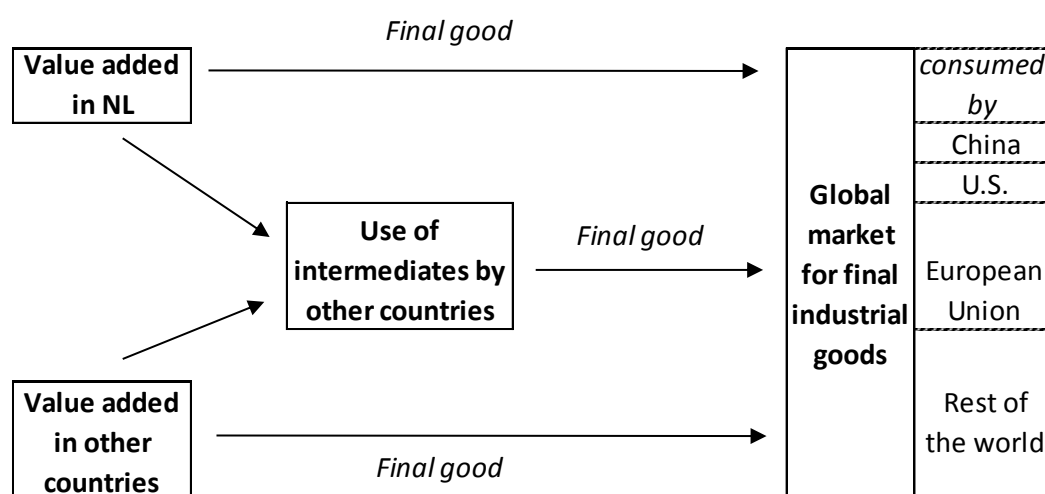 Final good
Value added
in NL
Use of
intermediates by
other countries
Final good
Value added
in other
countries
Final good
Global
market
for final
industrial
goods
consumed
by
China
U.S.
European
Union
Rest of
the world